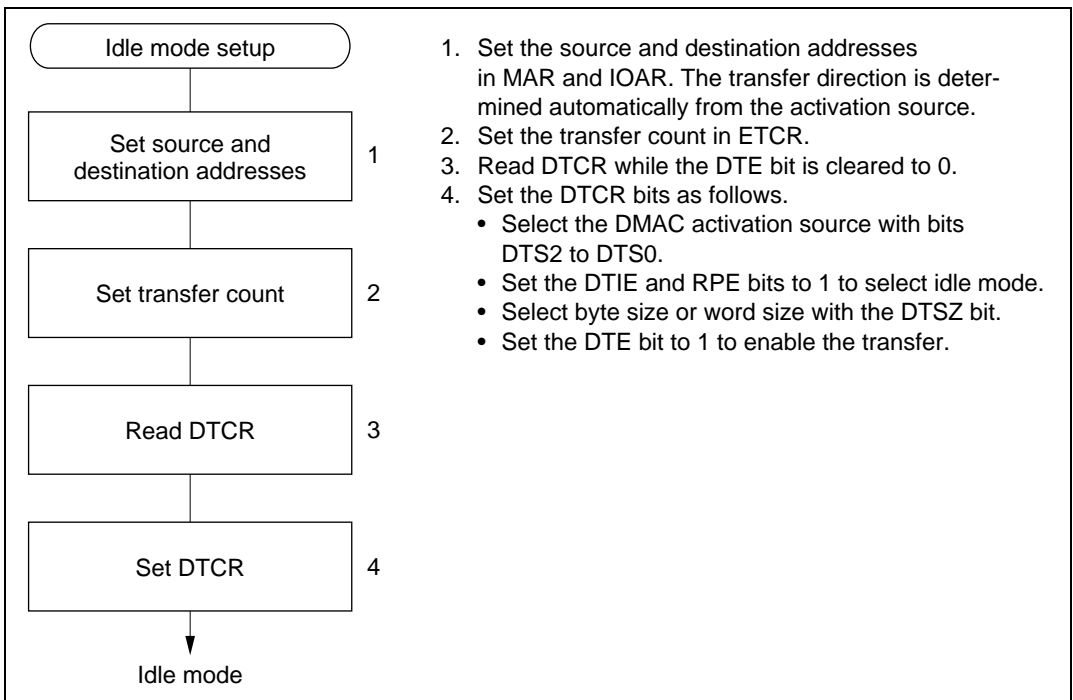 Idle mode setup
Set source and
destination addresses
1
Set transfer count
2
Read DTCR
3
Set DTCR
4
Idle mode
1. Set the source and destination addresses
in MAR and IOAR. The transfer direction is deter-
mined automatically from the activation source.
2. Set the transfer count in ETCR.
3. Read DTCR while the DTE bit is cleared to 0.
4. Set the DTCR bits as follows.
• Select the DMAC activation source with bits
DTS2 to DTS0.
• Set the DTIE and RPE bits to 1 to select idle mode.
• Select byte size or word size with the DTSZ bit.
• Set the DTE bit to 1 to enable the transfer.